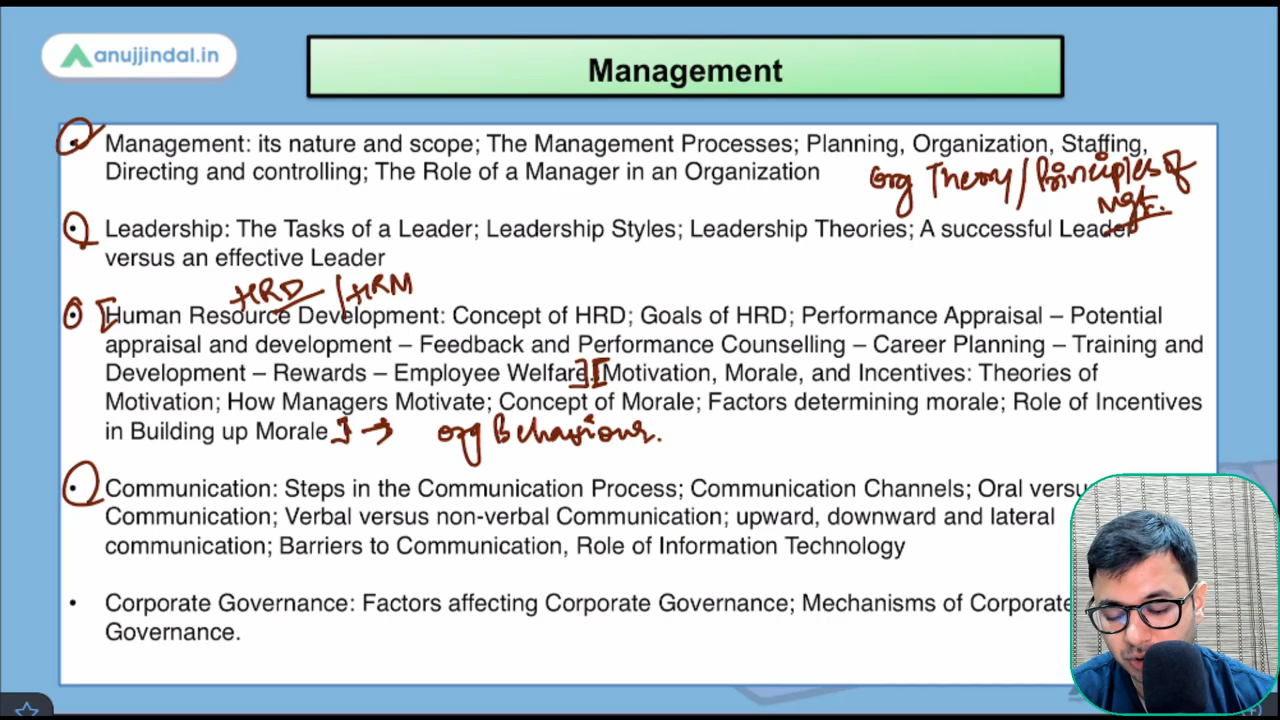 anujjindal.in
Management
• Management: its nature and scope; The Management Processes; Planning, Organization, Staffing,
Directing and controlling; The Role of a Manager in an Organization
Org Theory / Principles of
Mgt.
• Leadership: The Tasks of a Leader; Leadership Styles; Leadership Theories; A successful Leader
versus an effective Leader
HRD / HRM
• [Human Resource Development: Concept of HRD; Goals of HRD; Performance Appraisal – Potential
appraisal and development – Feedback and Performance Counselling – Career Planning – Training and
Development – Rewards – Employee Welfare.] [Motivation, Morale, and Incentives: Theories of
Motivation; How Managers Motivate; Concept of Morale; Factors determining morale; Role of Incentives
in Building up Morale] → Org Behaviour.
• Communication: Steps in the Communication Process; Communication Channels; Oral versu
Communication; Verbal versus non-verbal Communication; upward, downward and lateral
communication; Barriers to Communication, Role of Information Technology
• Corporate Governance: Factors affecting Corporate Governance; Mechanisms of Corporate
Governance.